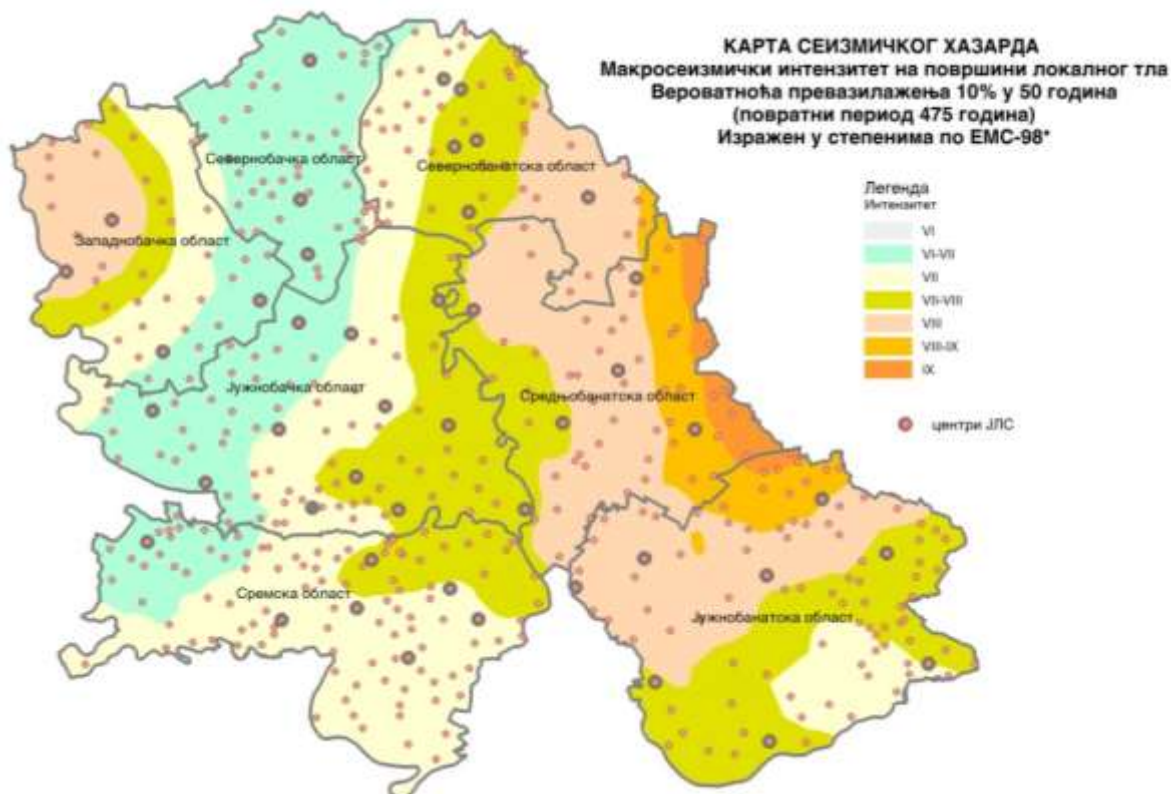 КАРТА СЕИЗМИЧКОГ ХАЗАРДА
Макросеизмички интензитет на површини локалног тла
Вероватноћа превазилажења 10% у 50 година
(повратни период 475 година)
Изражен у степенима по ЕМС-98*
Легенда
Интензитет
VI
VI-VII
VII
VII-VIII
VIII
VIII-IX
IX
центри ЈЛС
Севернобачка област
Севернобанатска област
Западнобачка област
Јужнобачка област
Средњобанатска област
Сремска област
Јужнобанатска област